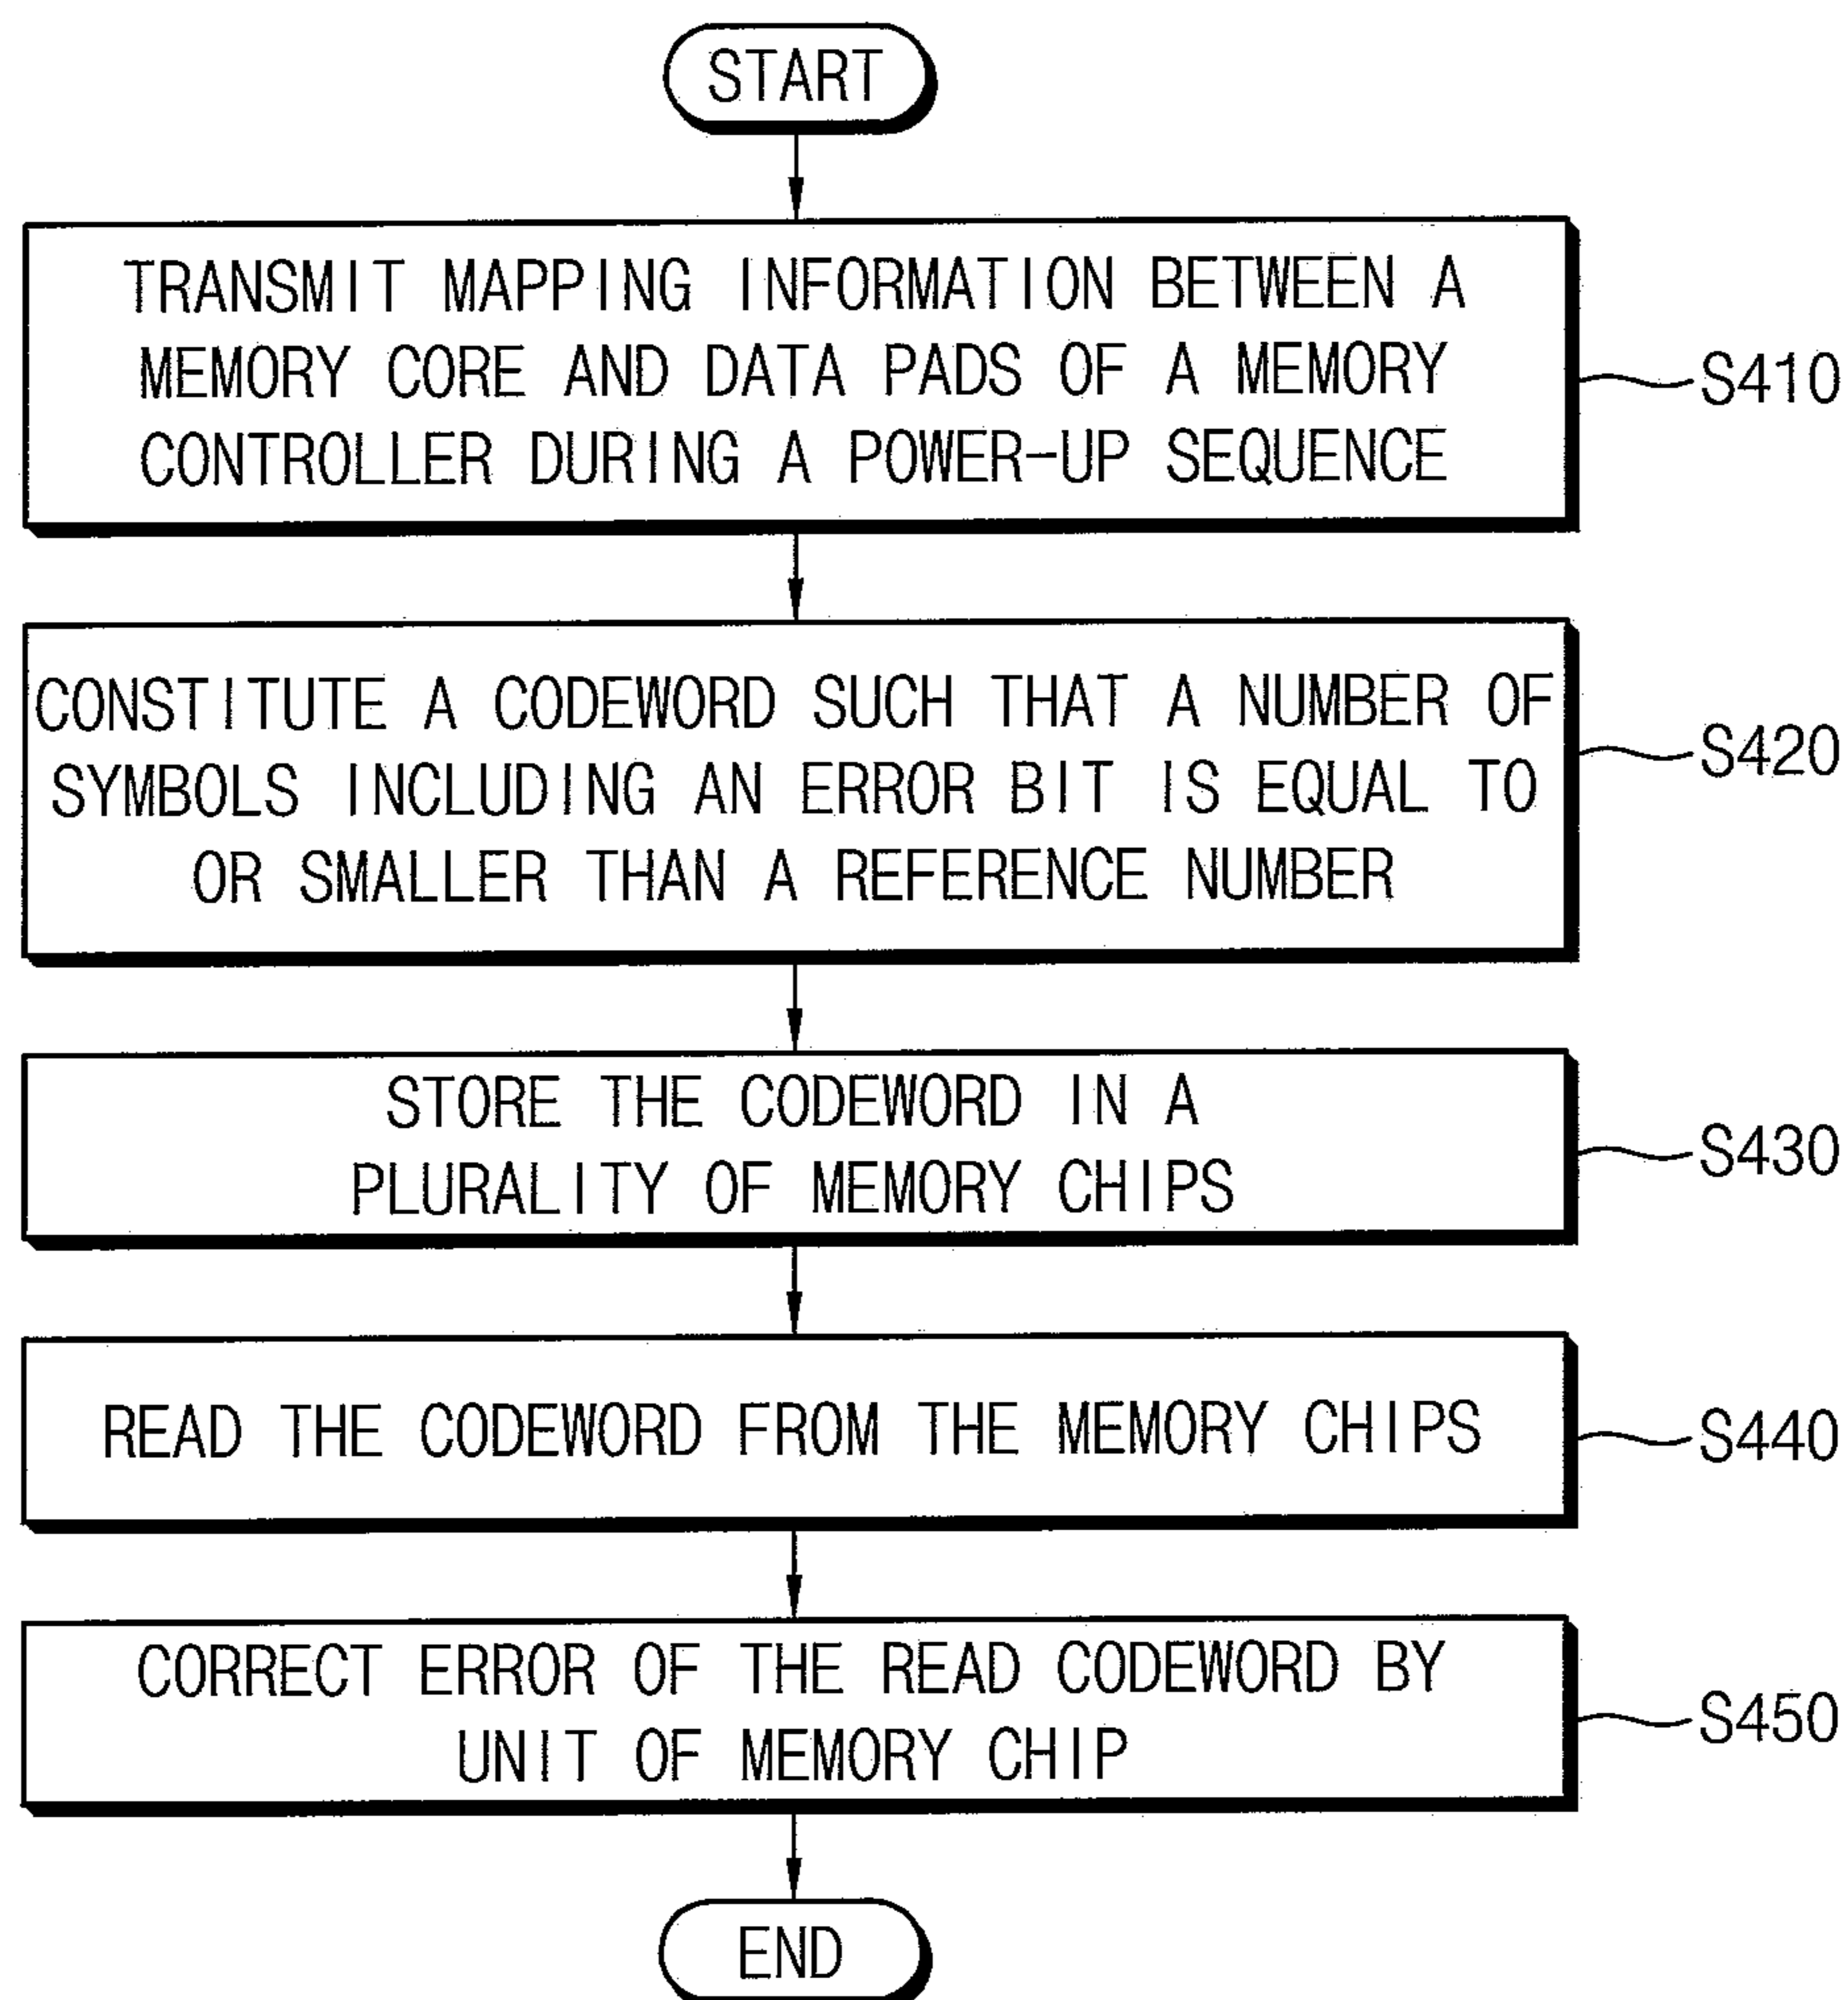 START
TRANSMIT MAPPING INFORMATION BETWEEN A
MEMORY CORE AND DATA PADS OF A MEMORY
CONTROLLER DURING A POWER-UP SEQUENCE
S410
CONSTITUTE A CODEWORD SUCH THAT A NUMBER OF
SYMBOLS INCLUDING AN ERROR BIT IS EQUAL TO
OR SMALLER THAN A REFERENCE NUMBER
S420
STORE THE CODEWORD IN A
PLURALITY OF MEMORY CHIPS
S430
READ THE CODEWORD FROM THE MEMORY CHIPS
S440
CORRECT ERROR OF THE READ CODEWORD BY
UNIT OF MEMORY CHIP
S450
END